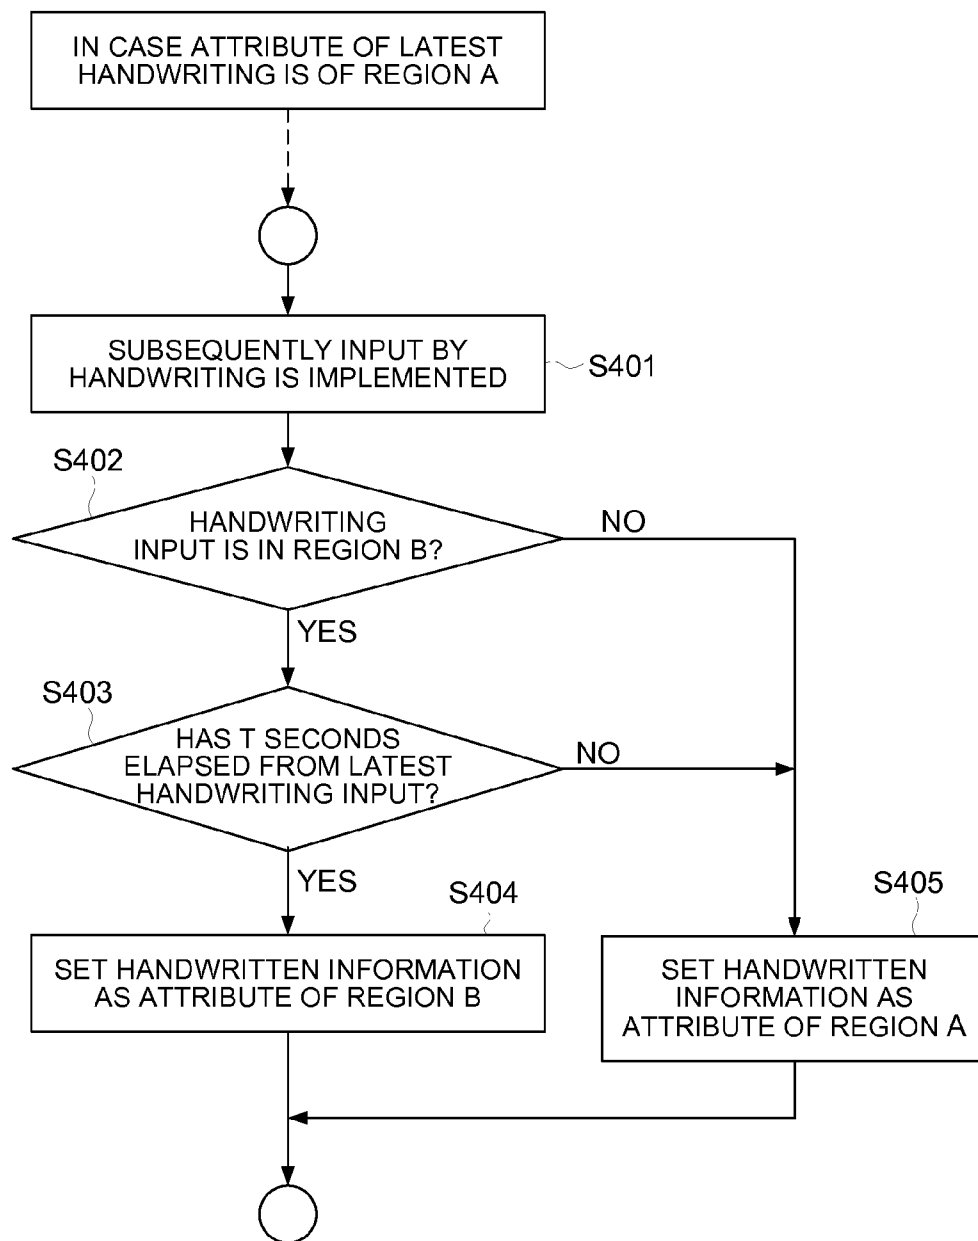 IN CASE ATTRIBUTE OF LATEST
HANDWRITING IS OF REGION A
SUBSEQUENTLY INPUT BY
HANDWRITING IS IMPLEMENTED
S401
S402
HANDWRITING
INPUT IS IN REGION B?
NO
YES
S403
HAS T SECONDS
ELAPSED FROM LATEST
HANDWRITING INPUT?
NO
YES
S404
SET HANDWRITTEN INFORMATION
AS ATTRIBUTE OF REGION B
S405
SET HANDWRITTEN
INFORMATION AS
ATTRIBUTE OF REGION A